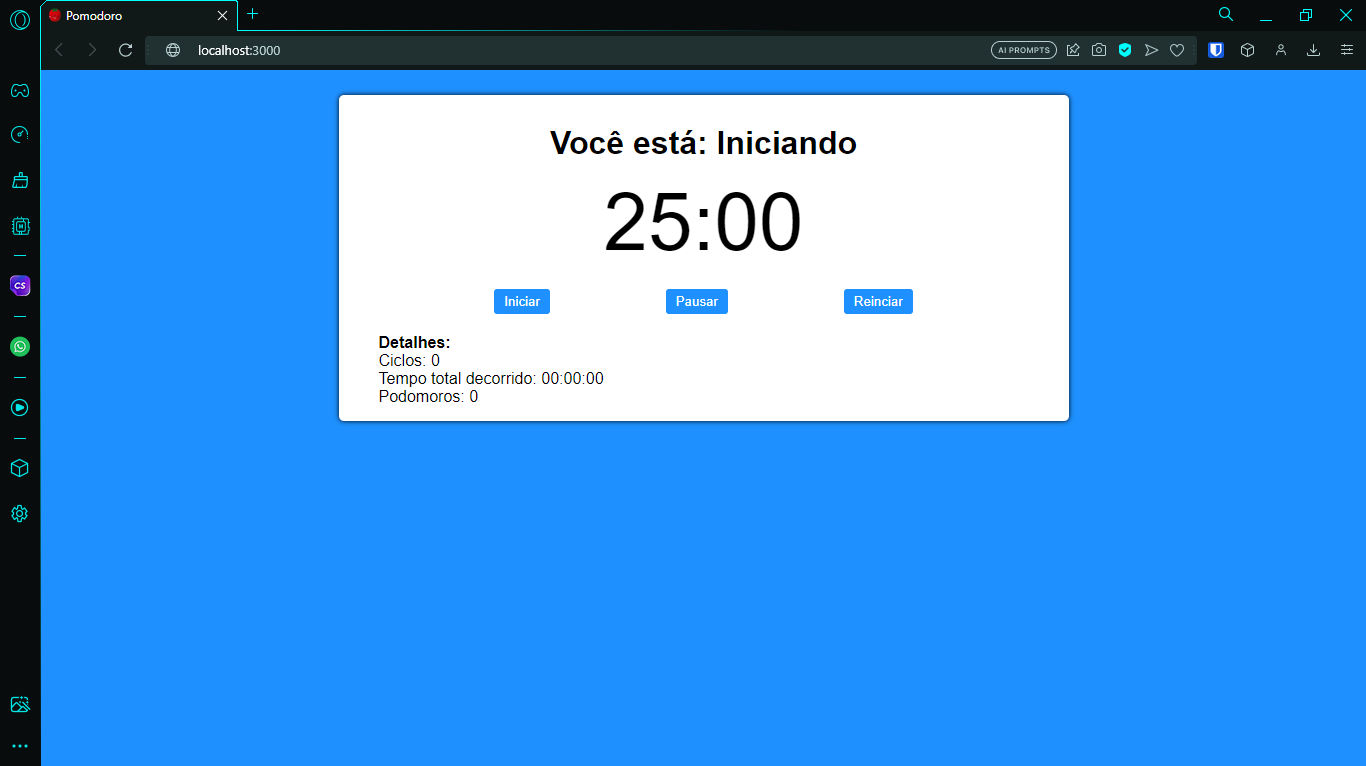 Pomodoro
localhost:3000
AI PROMPTS
CS
Você está: Iniciando
25:00
Iniciar
Pausar
Reinciar
Detalhes:
Ciclos: 0
Tempo total decorrido: 00:00:00
Podomoros: 0